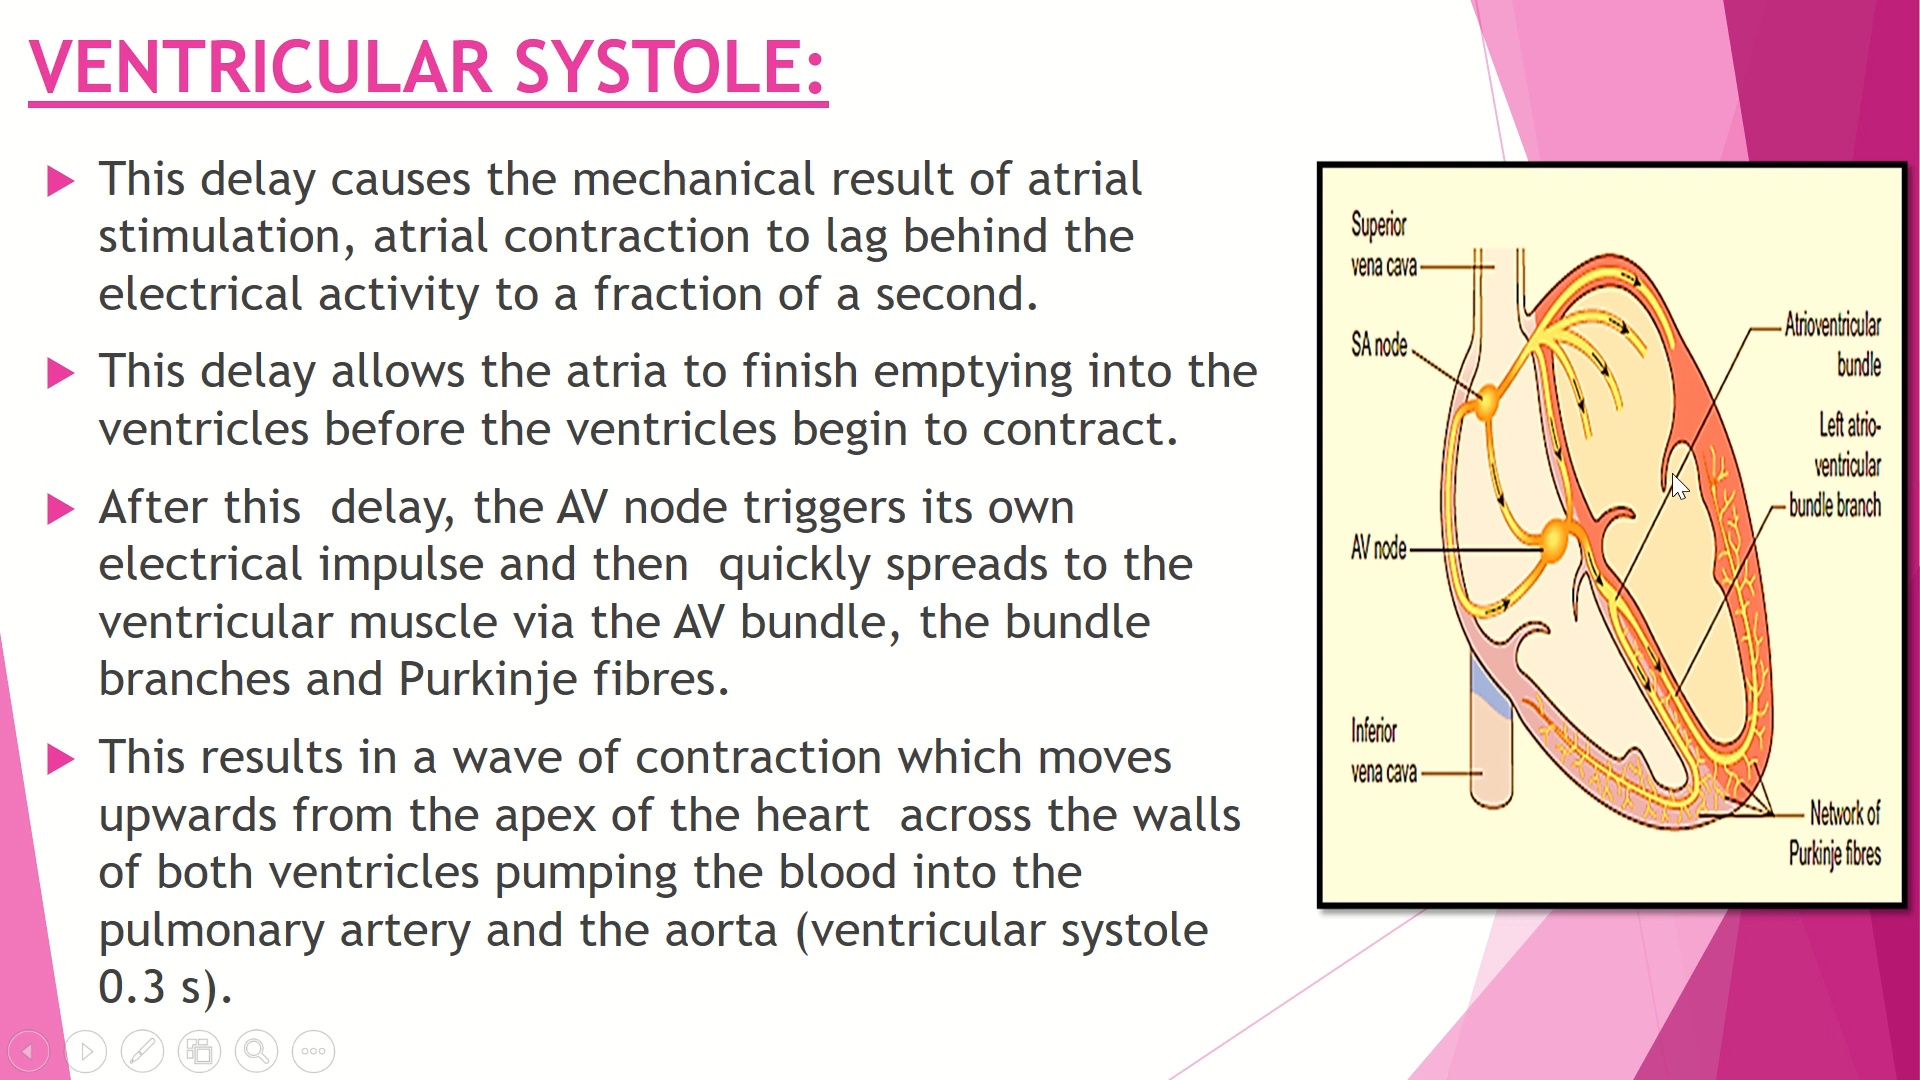 VENTRICULAR SYSTOLE:
This delay causes the mechanical result of atrial
stimulation, atrial contraction to lag behind the
electrical activity to a fraction of a second.
This delay allows the atria to finish emptying into the
ventricles before the ventricles begin to contract.
After this  delay, the AV node triggers its own
electrical impulse and then  quickly spreads to the
ventricular muscle via the AV bundle, the bundle
branches and Purkinje fibres.
This results in a wave of contraction which moves
upwards from the apex of the heart  across the walls
of both ventricles pumping the blood into the
pulmonary artery and the aorta (ventricular systole
0.3 s).
Superior
vena cava
SA node
AV node
Inferior
vena cava
Atrioventricular
bundle
Left atrio-
ventricular
bundle branch
Network of
Purkinje fibres